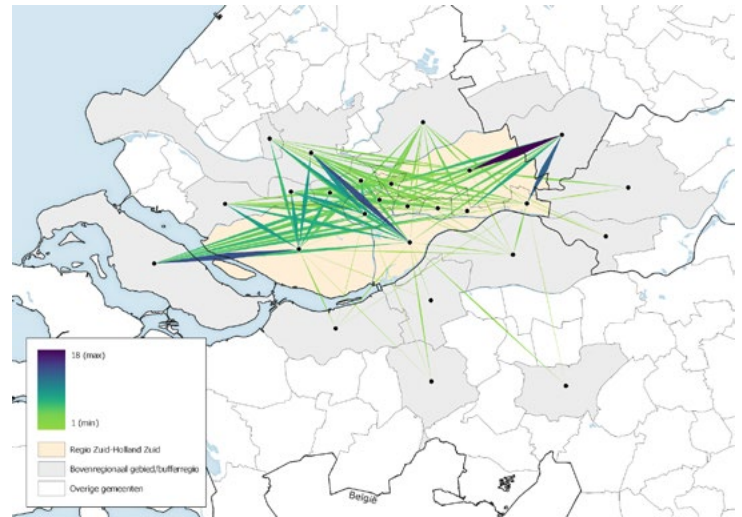 België
18 (max)
1 (min)
Regio Zuid-Holland Zuid
Bovenregionaal gebied/bufferregio
Overige gemeenten